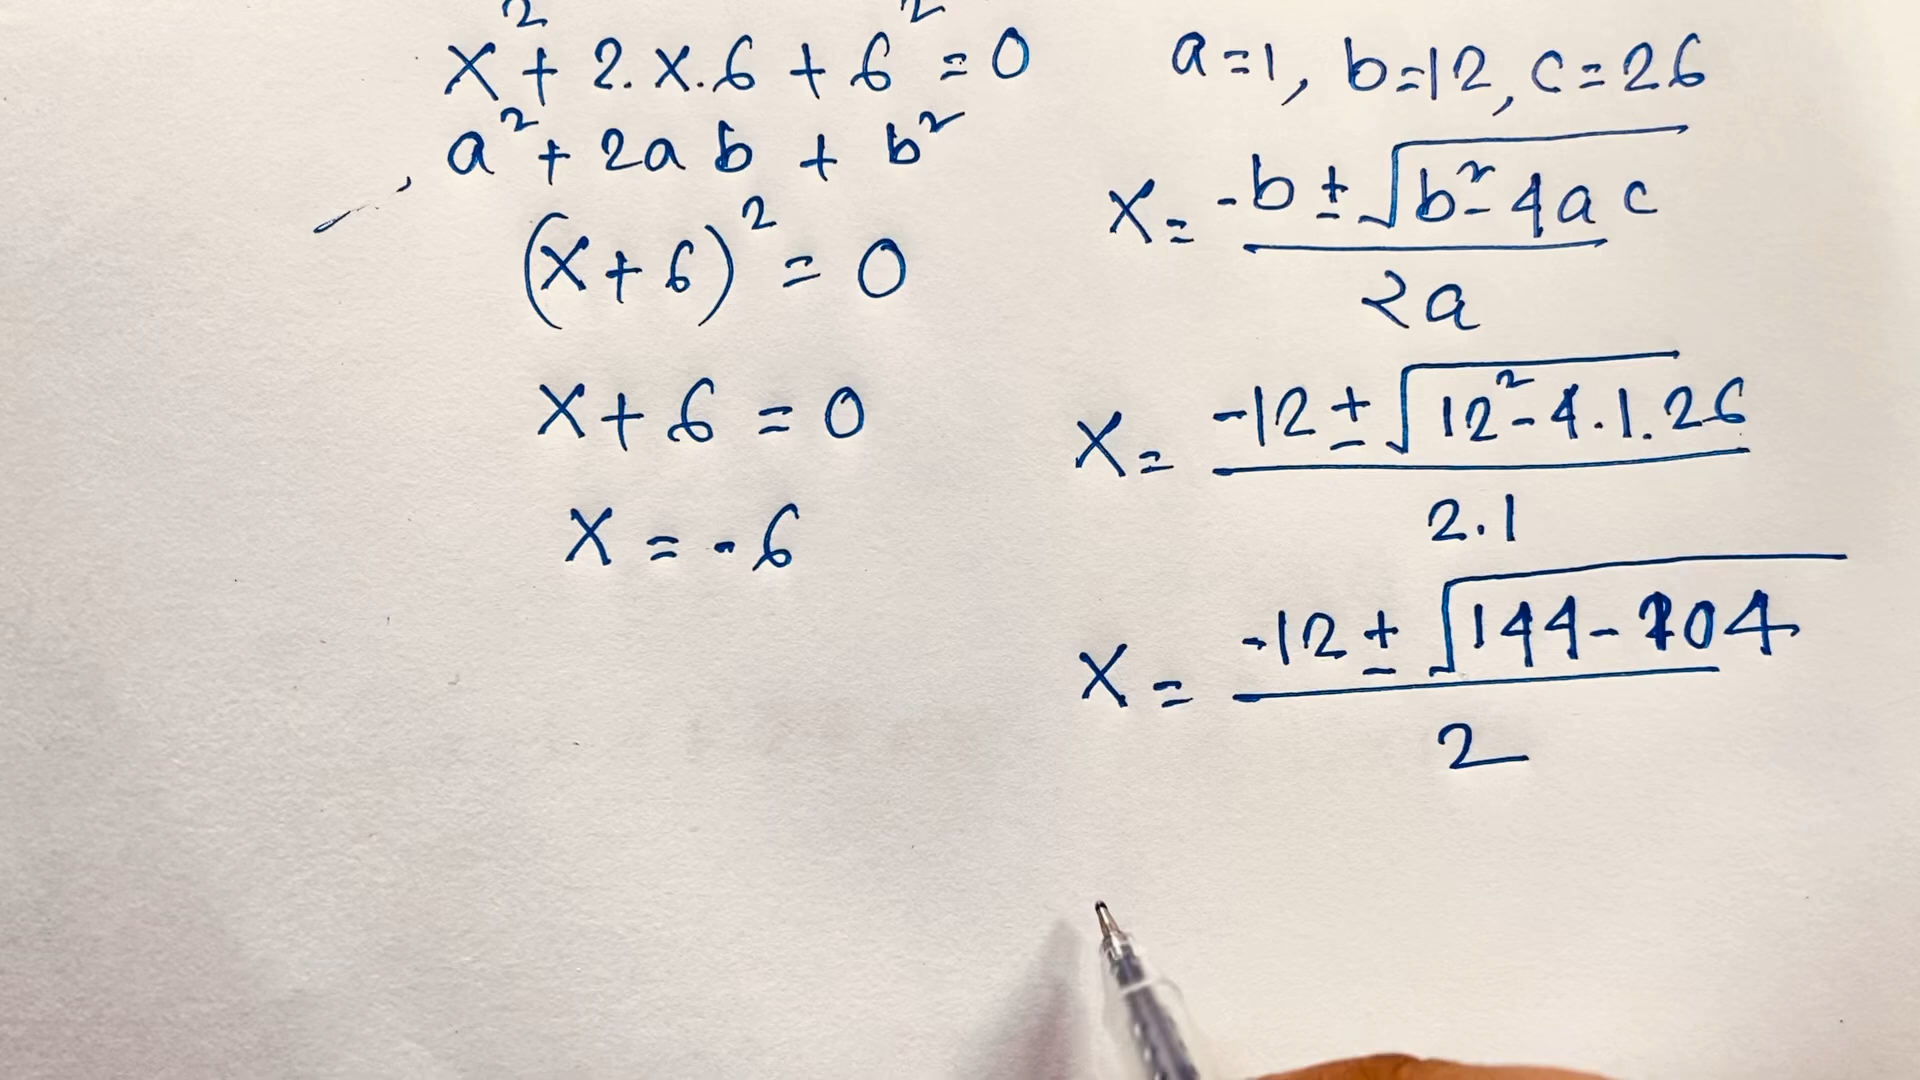 x² + 2.x.6 + 6² = 0
a² + 2ab + b²
(x+6)² = 0
x + 6 = 0
x = -6
a=1, b=12, c=26
x = -b ± √b² - 4ac
2a
x = -12 ± √12² - 4.1.26
2.1
x = -12 ± √144 - 104
2